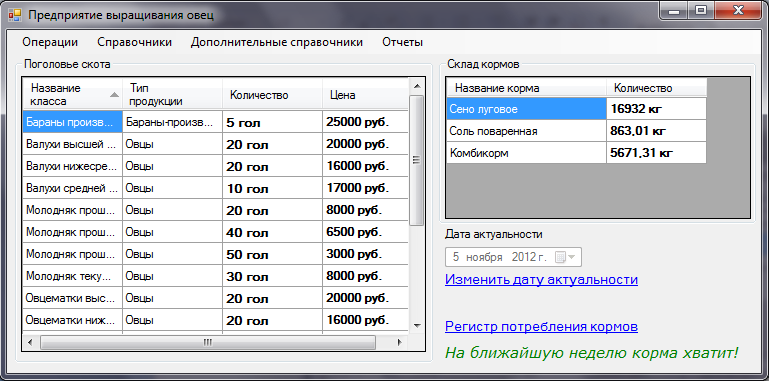 Предприятие выращивания овец
Операции Справочники Дополнительные справочники Отчеты
Поголовье скота
Название класса Тип продукции Количество Цена
Бараны произв... Бараны-произв... 5 гол 25000 руб.
Валухи высшей ... Овцы 20 гол 20000 руб.
Валухи нижесре... Овцы 20 гол 16000 руб.
Валухи средней ... Овцы 10 гол 17000 руб.
Молодняк прош... Овцы 20 гол 8000 руб.
Молодняк прош... Овцы 40 гол 6500 руб.
Молодняк прош... Овцы 50 гол 3000 руб.
Молодняк теку... Овцы 30 гол 8000 руб.
Овцематки выс... Овцы 20 гол 20000 руб.
Овцематки ниж... Овцы 20 гол 16000 руб.
Склад кормов
Название корма Количество
Сено луговое 16932 кг
Соль поваренная 863,01 кг
Комбикорм 5671,31 кг
Дата актуальности
5 ноября 2012 г.
Изменить дату актуальности
Регистр потребления кормов
На ближайшую неделю корма хватит!